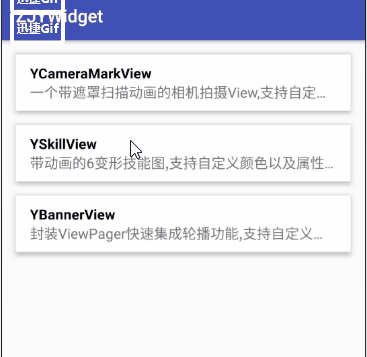 迅捷Gif
ZJYWidget
迅捷Gif
YCameraMarkView
一个带遮罩扫描动画的相机拍摄View,支持自定...
YSkillView
带动画的6变形技能图,支持自定义颜色以及属性...
YBannerView
封装ViewPager快速集成轮播功能,支持自定义...